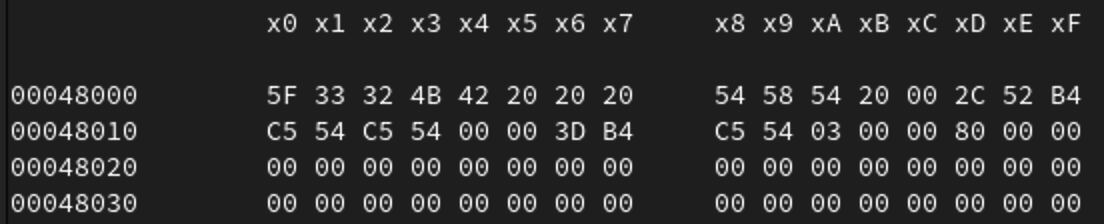 x0 x1 x2 x3 x4 x5 x6 x7 x8 x9 xA xB xC xD xE xF
00048000 5F 33 32 4B 42 20 20 20 54 58 54 20 00 2C 52 B4
00048010 C5 54 C5 54 00 00 3D B4 C5 54 03 00 00 80 00 00
00048020 00 00 00 00 00 00 00 00 00 00 00 00 00 00 00 00
00048030 00 00 00 00 00 00 00 00 00 00 00 00 00 00 00 00